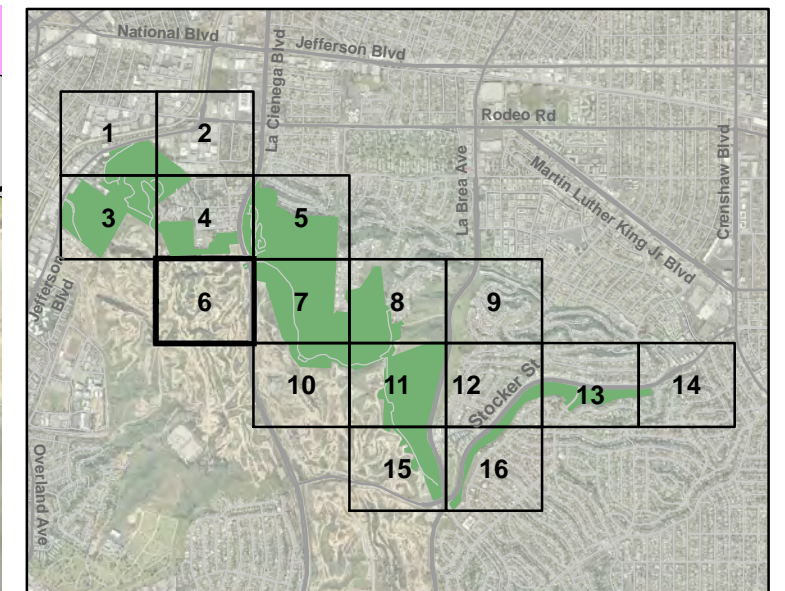 National Blvd
Jefferson Blvd
La Cienega Blvd
Rodeo Rd
La Brea Ave
Martin Luther King Jr Blvd
Crenshaw Blvd
1
2
3
4
5
Jefferson
Blvd
6
7
8
9
10
11
12
Stocker St
13
14
Overland Ave
15
16